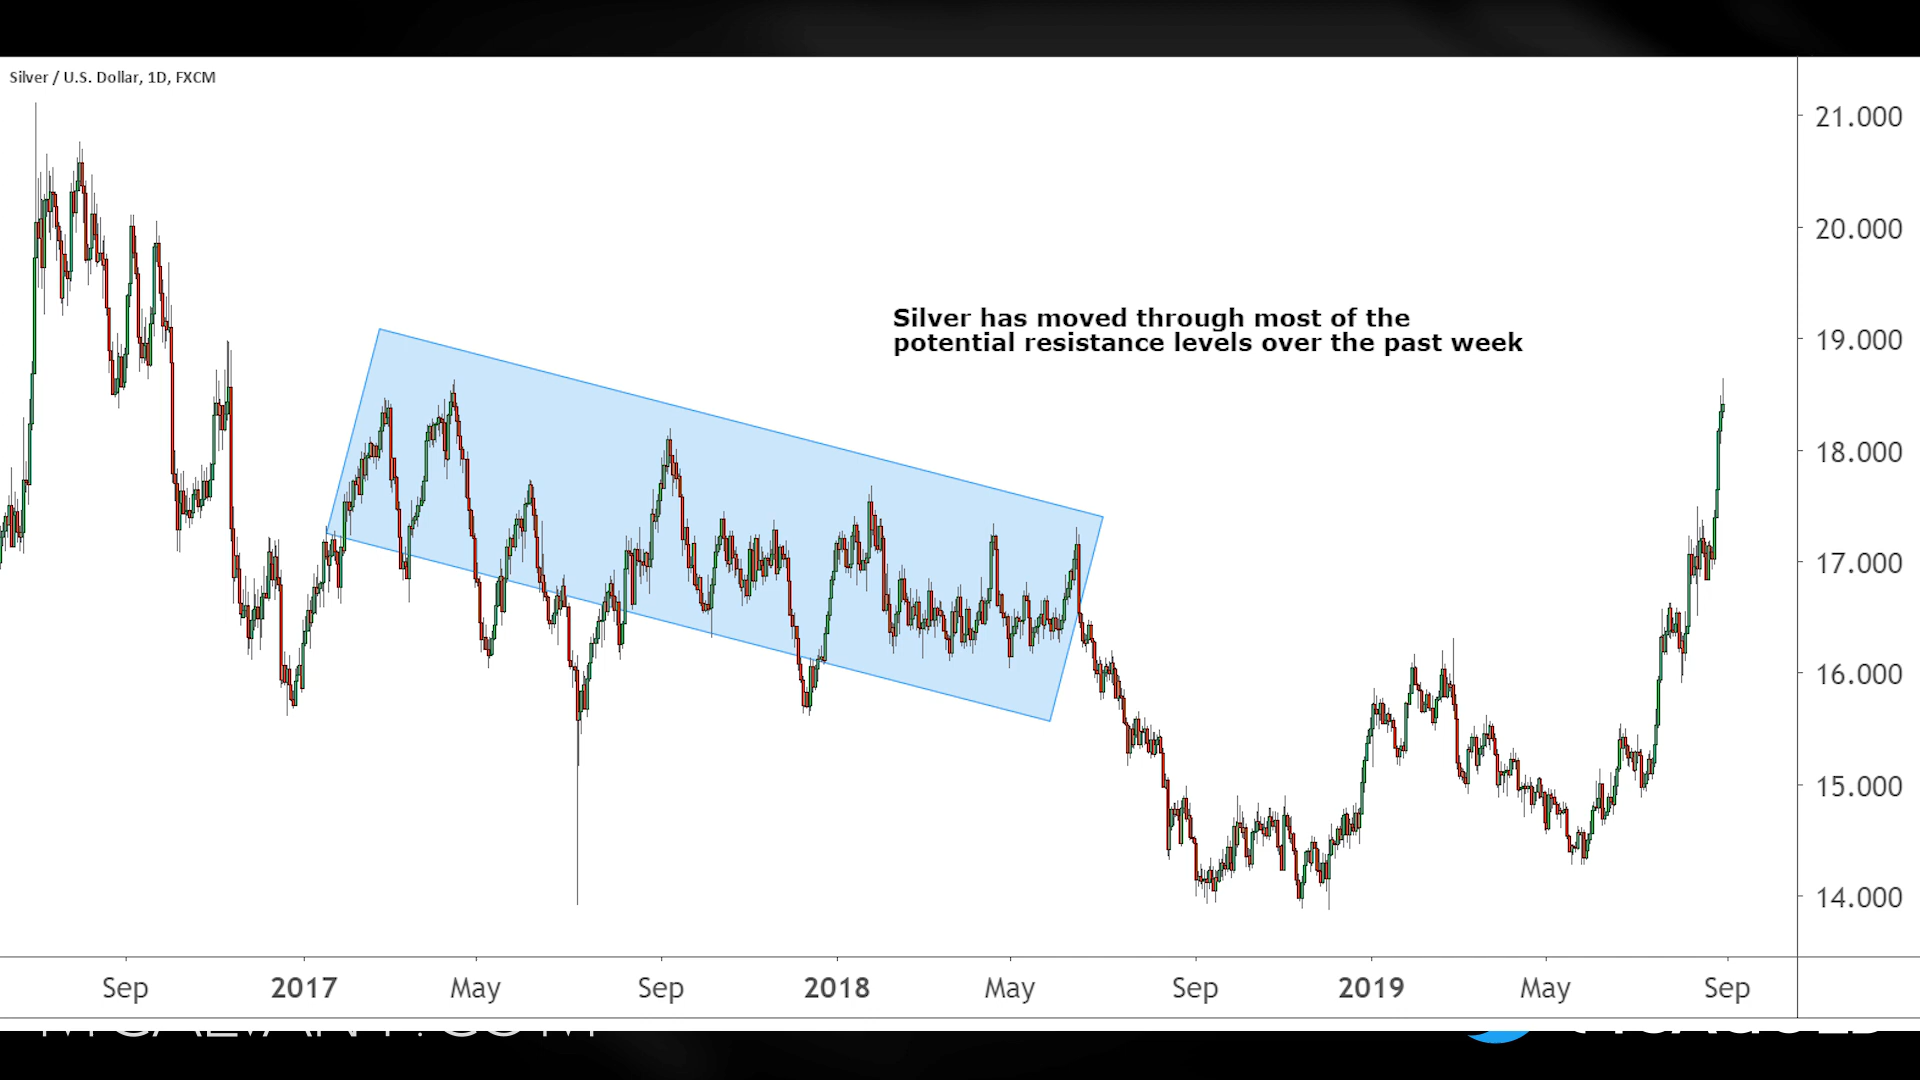 Silver / U.S. Dollar, 1D, FXCM
21.000
20.000
Silver has moved through most of the
potential resistance levels over the past week
19.000
18.000
17.000
16.000
15.000
14.000
Sep 2017 May Sep 2018 May Sep 2019 May Sep